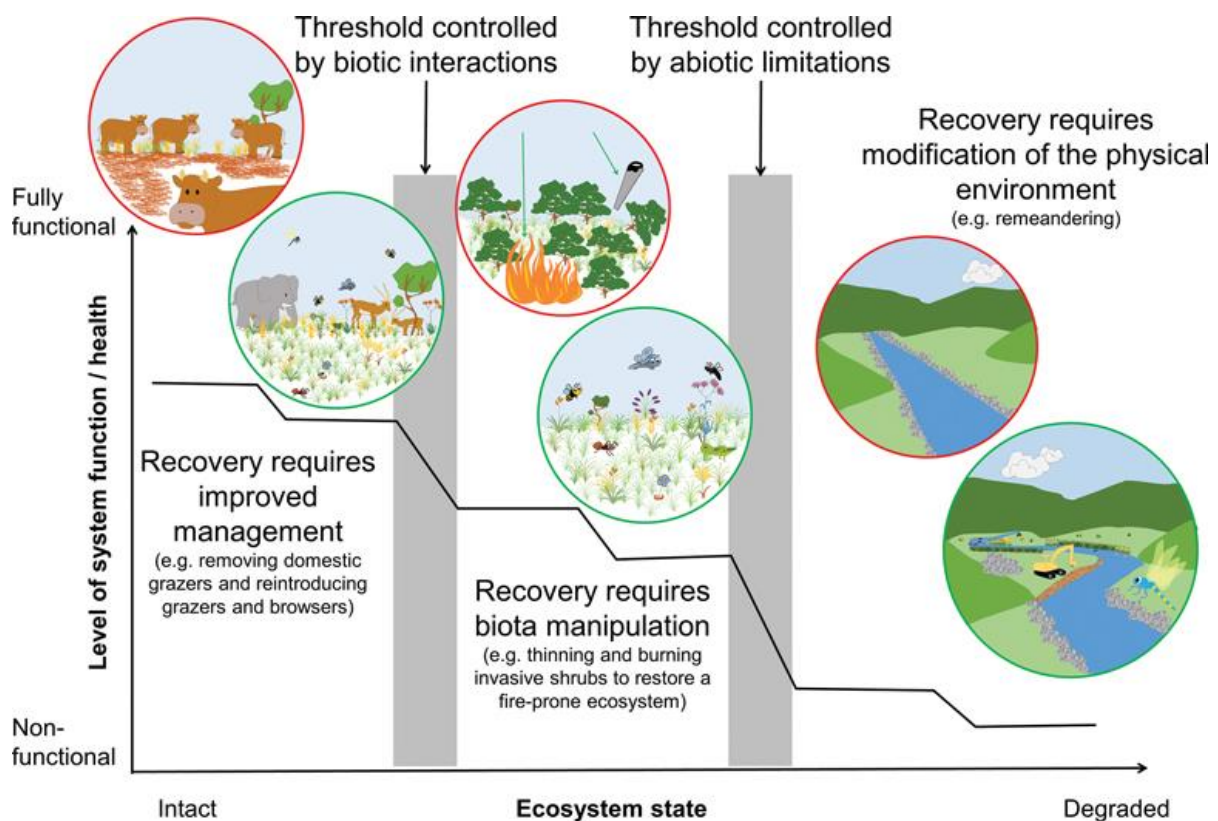 Threshold controlled
by biotic interactions
Threshold controlled
by abiotic limitations
Recovery requires
modification of the physical
environment
(e.g. remeandering)
Fully
functional
Level of system function / health
Recovery requires
improved
management
(e.g. removing domestic
grazers and reintroducing
grazers and browsers)
Recovery requires
biota manipulation
(e.g. thinning and burning
invasive shrubs to restore a
fire-prone ecosystem)
Non-
functional
Intact
Ecosystem state
Degraded